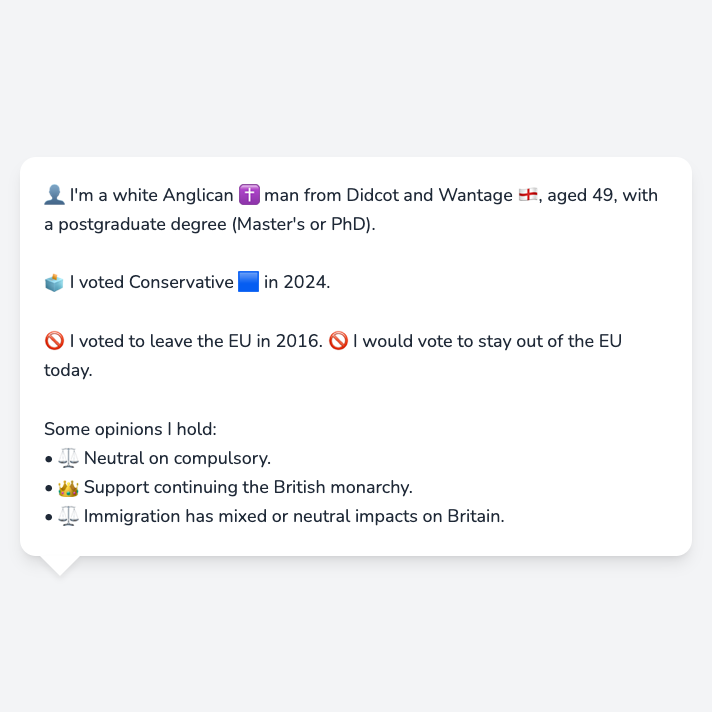 👤 I'm a white Anglican ✝️ man from Didcot and Wantage 🏴󠁧󠁢󠁥󠁮󠁧󠁿, aged 49, with
a postgraduate degree (Master's or PhD).
🗳️ I voted Conservative 🟦 in 2024.
🚫 I voted to leave the EU in 2016. 🚫 I would vote to stay out of the EU
today.
Some opinions I hold:
• ⚖️ Neutral on compulsory.
• 👑 Support continuing the British monarchy.
• ⚖️ Immigration has mixed or neutral impacts on Britain.